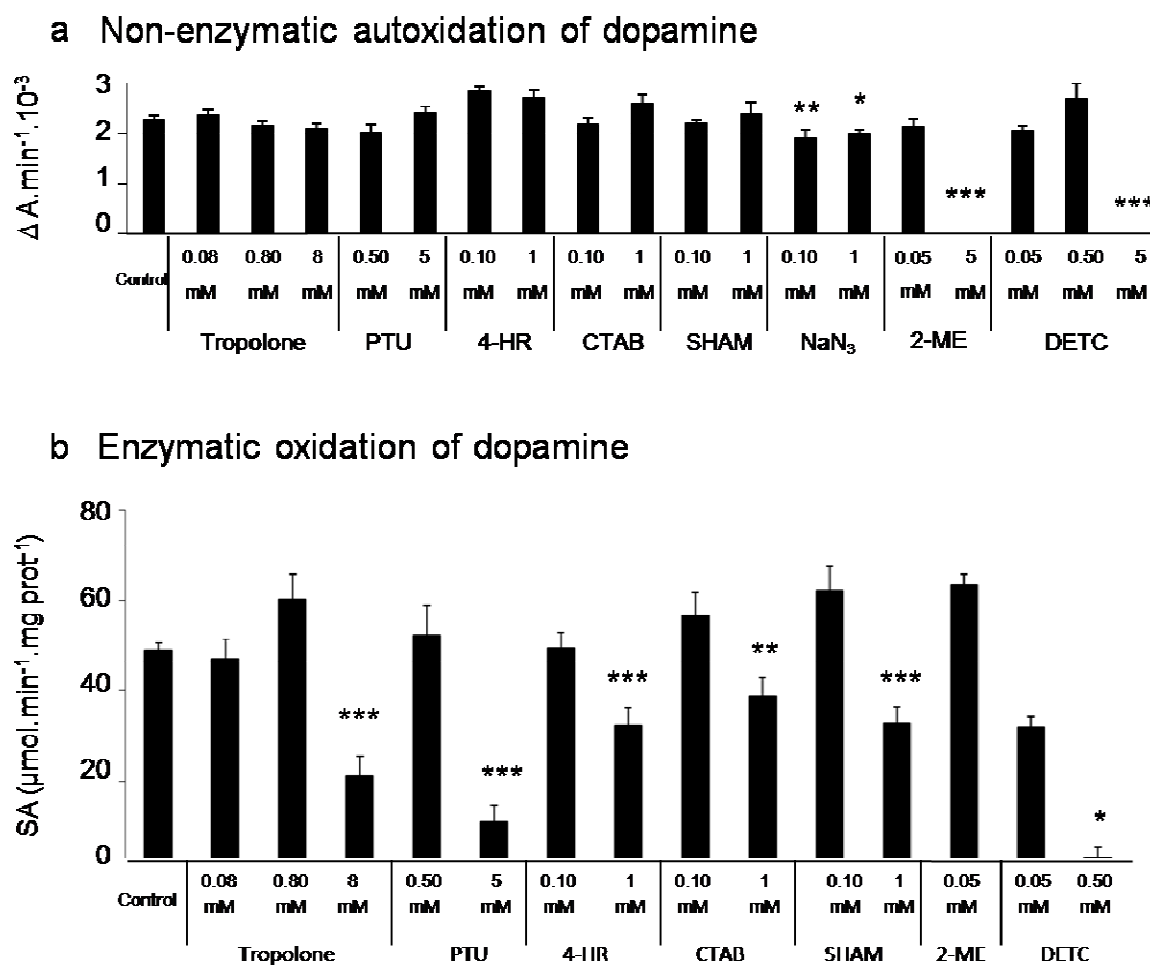 a Non-enzymatic autoxidation of dopamine
Δ A.min⁻¹.10⁻³
3
2
1
0
** * *** ***
Control 0.08 0.80 8 0.50 5 0.10 1 0.10 1 0.10 1 0.10 1 0.05 5 0.05 0.50 5
mM mM mM mM mM mM mM mM mM mM mM mM mM mM mM mM mM mM
Tropolone PTU 4-HR CTAB SHAM NaN₃ 2-ME DETC
b Enzymatic oxidation of dopamine
SA (μmol.min⁻¹.mg prot⁻¹)
80
60
40
20
0
*** *** *** ** *** *
Control 0.08 0.80 8 0.50 5 0.10 1 0.10 1 0.10 1 0.05 0.05 0.50
mM mM mM mM mM mM mM mM mM mM mM mM mM mM
Tropolone PTU 4-HR CTAB SHAM 2-ME DETC